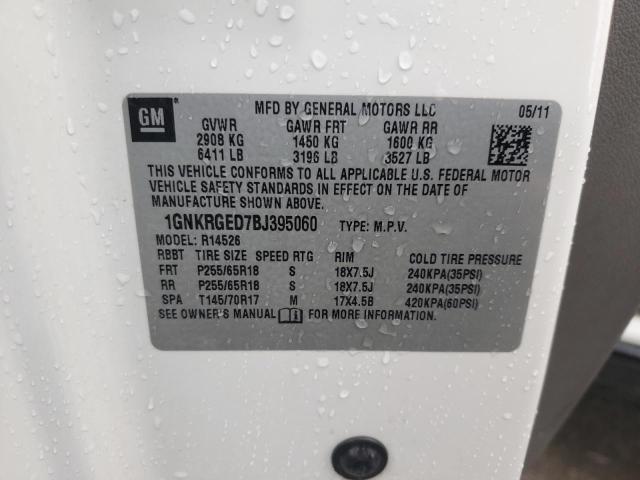 GM
MFD BY GENERAL MOTORS LLC 05/11
GVWR GAWR FRT GAWR RR
2908 KG 1450 KG 1600 KG
6411 LB 3196 LB 3527 LB
THIS VEHICLE CONFORMS TO ALL APPLICABLE U.S. FEDERAL MOTOR
VEHICLE SAFETY STANDARDS IN EFFECT ON THE DATE OF
MANUFACTURE SHOWN ABOVE.
1GNKRGED7BJ395060 TYPE: M.P.V.
MODEL: R14526
RBBT TIRE SIZE SPEED RTG RIM COLD TIRE PRESSURE
FRT P255/65R18 S 18X7.5J 240KPA(35PSI)
RR P255/65R18 S 18X7.5J 240KPA(35PSI)
SPA T145/70R17 M 17X4.5B 420KPA(60PSI)
SEE OWNER'S MANUAL FOR MORE INFORMATION.